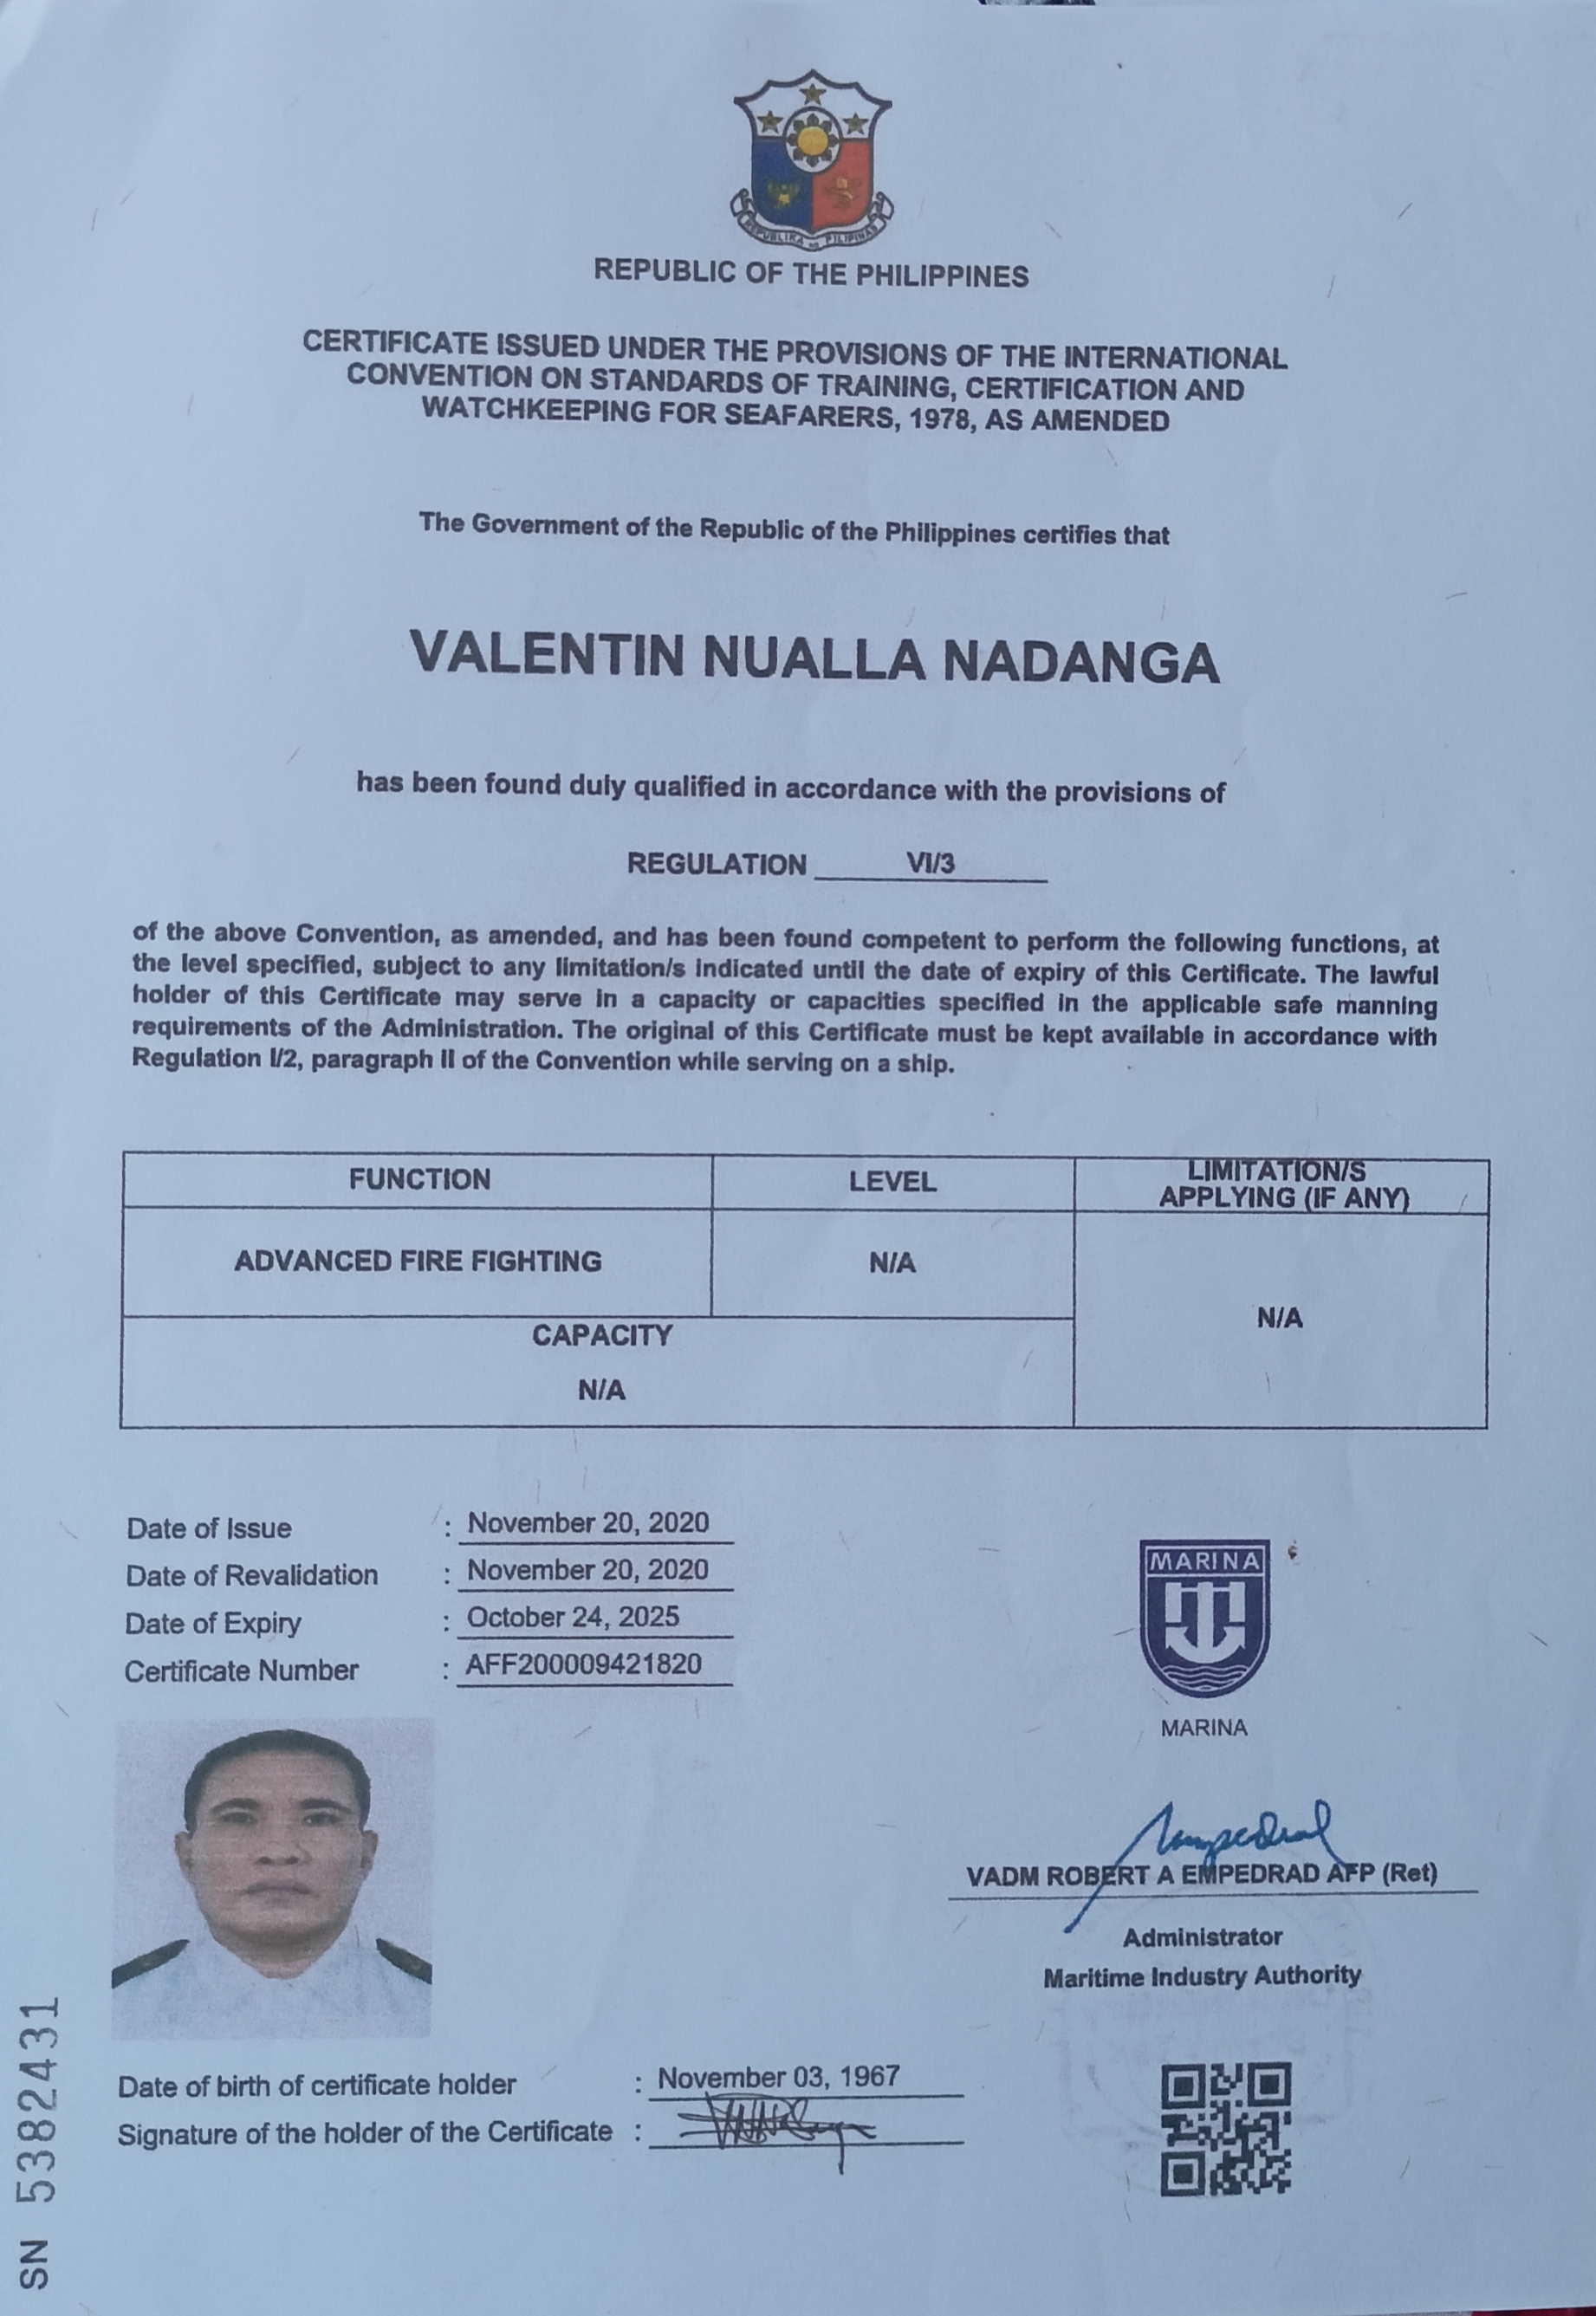 REPUBLIKA NG PILIPINAS
REPUBLIC OF THE PHILIPPINES
CERTIFICATE ISSUED UNDER THE PROVISIONS OF THE INTERNATIONAL
CONVENTION ON STANDARDS OF TRAINING, CERTIFICATION AND
WATCHKEEPING FOR SEAFARERS, 1978, AS AMENDED
The Government of the Republic of the Philippines certifies that
VALENTIN NUALLA NADANGA
has been found duly qualified in accordance with the provisions of
REGULATION VI/3
of the above Convention, as amended, and has been found competent to perform the following functions, at
the level specified, subject to any limitation/s indicated until the date of expiry of this Certificate. The lawful
holder of this Certificate may serve in a capacity or capacities specified in the applicable safe manning
requirements of the Administration. The original of this Certificate must be kept available in accordance with
Regulation I/2, paragraph II of the Convention while serving on a ship.
FUNCTION LEVEL LIMITATION/S
APPLYING (IF ANY)
ADVANCED FIRE FIGHTING N/A
N/A
CAPACITY
N/A
Date of Issue : November 20, 2020
Date of Revalidation : November 20, 2020
Date of Expiry : October 24, 2025
Certificate Number : AFF200009421820
MARINA
MARINA
VADM ROBERT A EMPEDRAD AFP (Ret)
Administrator
Maritime Industry Authority
Date of birth of certificate holder : November 03, 1967
Signature of the holder of the Certificate :
SN 5382431